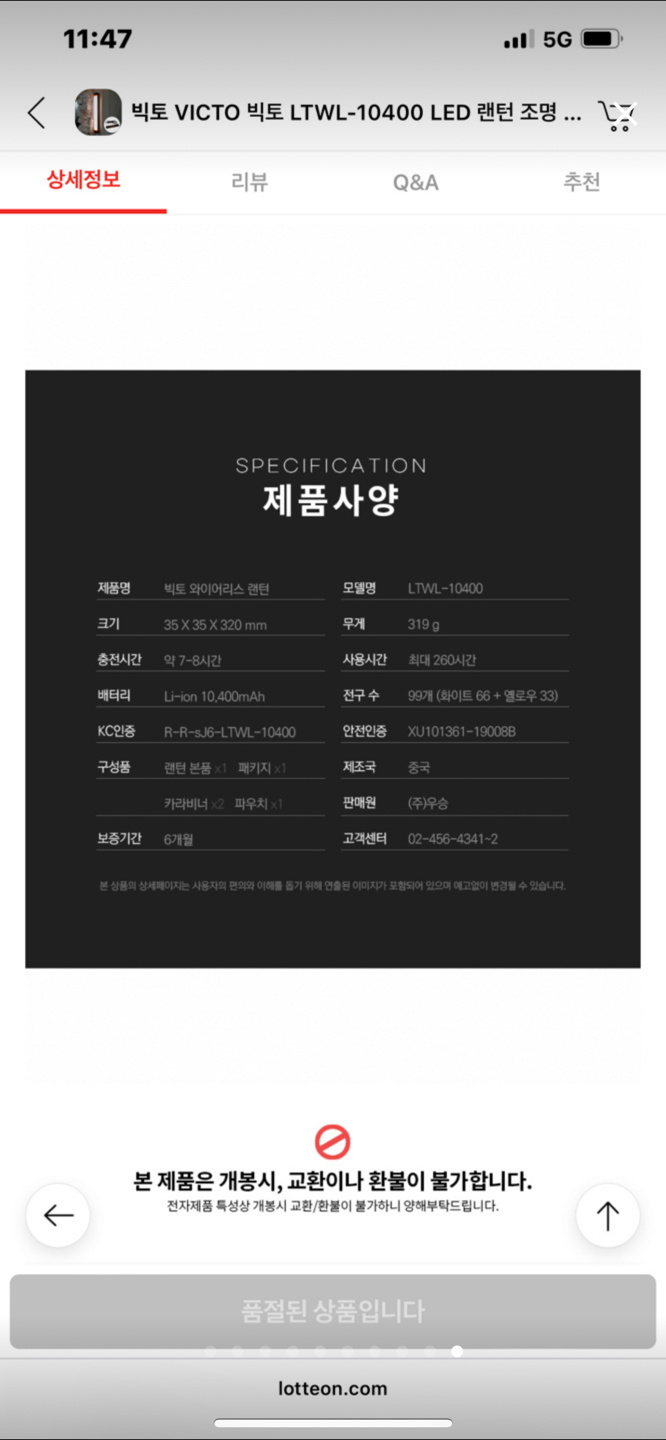 11:47 5G
빅토 VICTO 빅토 LTWL-10400 LED 랜턴 조명 ...
상세정보 리뷰 Q&A 추천
SPECIFICATION
제품사양
제품명 빅토 와이어리스 랜턴 모델명 LTWL-10400
크기 35 X 35 X 320 mm 무게 319 g
충전시간 약 7-8시간 사용시간 최대 260시간
배터리 Li-ion 10,400mAh 전구 수 99개 (화이트 66 + 옐로우 33)
KC인증 R-R-sJ6-LTWL-10400 안전인증 XU101361-19008B
구성품 랜턴 본품 x1 패키지 x1 제조국 중국
카라비너 x2 파우치 x1 판매원 (주)우승
보증기간 6개월 고객센터 02-456-4341~2
본 상품의 상세페이지는 사용자의 편의와 이해를 돕기 위해 연출된 이미지가 포함되어 있으며 예고없이 변경될 수 있습니다.
본 제품은 개봉시, 교환이나 환불이 불가합니다.
전자제품 특성상 개봉시 교환/환불이 불가하니 양해부탁드립니다.
품절된 상품입니다
lotteon.com